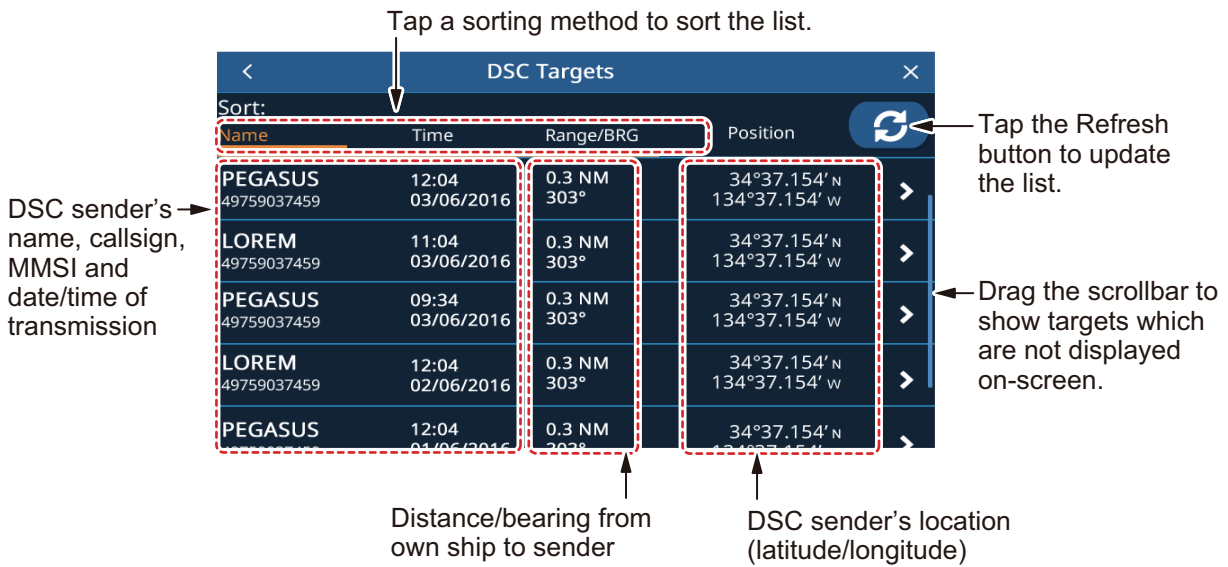 Tap a sorting method to sort the list.
< DSC Targets ×
Sort:
Name Time Range/BRG Position
PEGASUS 12:04 0.3 NM 34°37.154′ N
49759037459 03/06/2016 303° 134°37.154′ W
LOREM 11:04 0.3 NM 34°37.154′ N
49759037459 03/06/2016 303° 134°37.154′ W
PEGASUS 09:34 0.3 NM 34°37.154′ N
49759037459 03/06/2016 303° 134°37.154′ W
LOREM 12:04 0.3 NM 34°37.154′ N
49759037459 02/06/2016 303° 134°37.154′ W
PEGASUS 12:04 0.3 NM 34°37.154′ N
01/06/2016
DSC sender's
name, callsign,
MMSI and
date/time of
transmission
Tap the Refresh
button to update
the list.
Drag the scrollbar to
show targets which
are not displayed
on-screen.
Distance/bearing from
own ship to sender
DSC sender's location
(latitude/longitude)